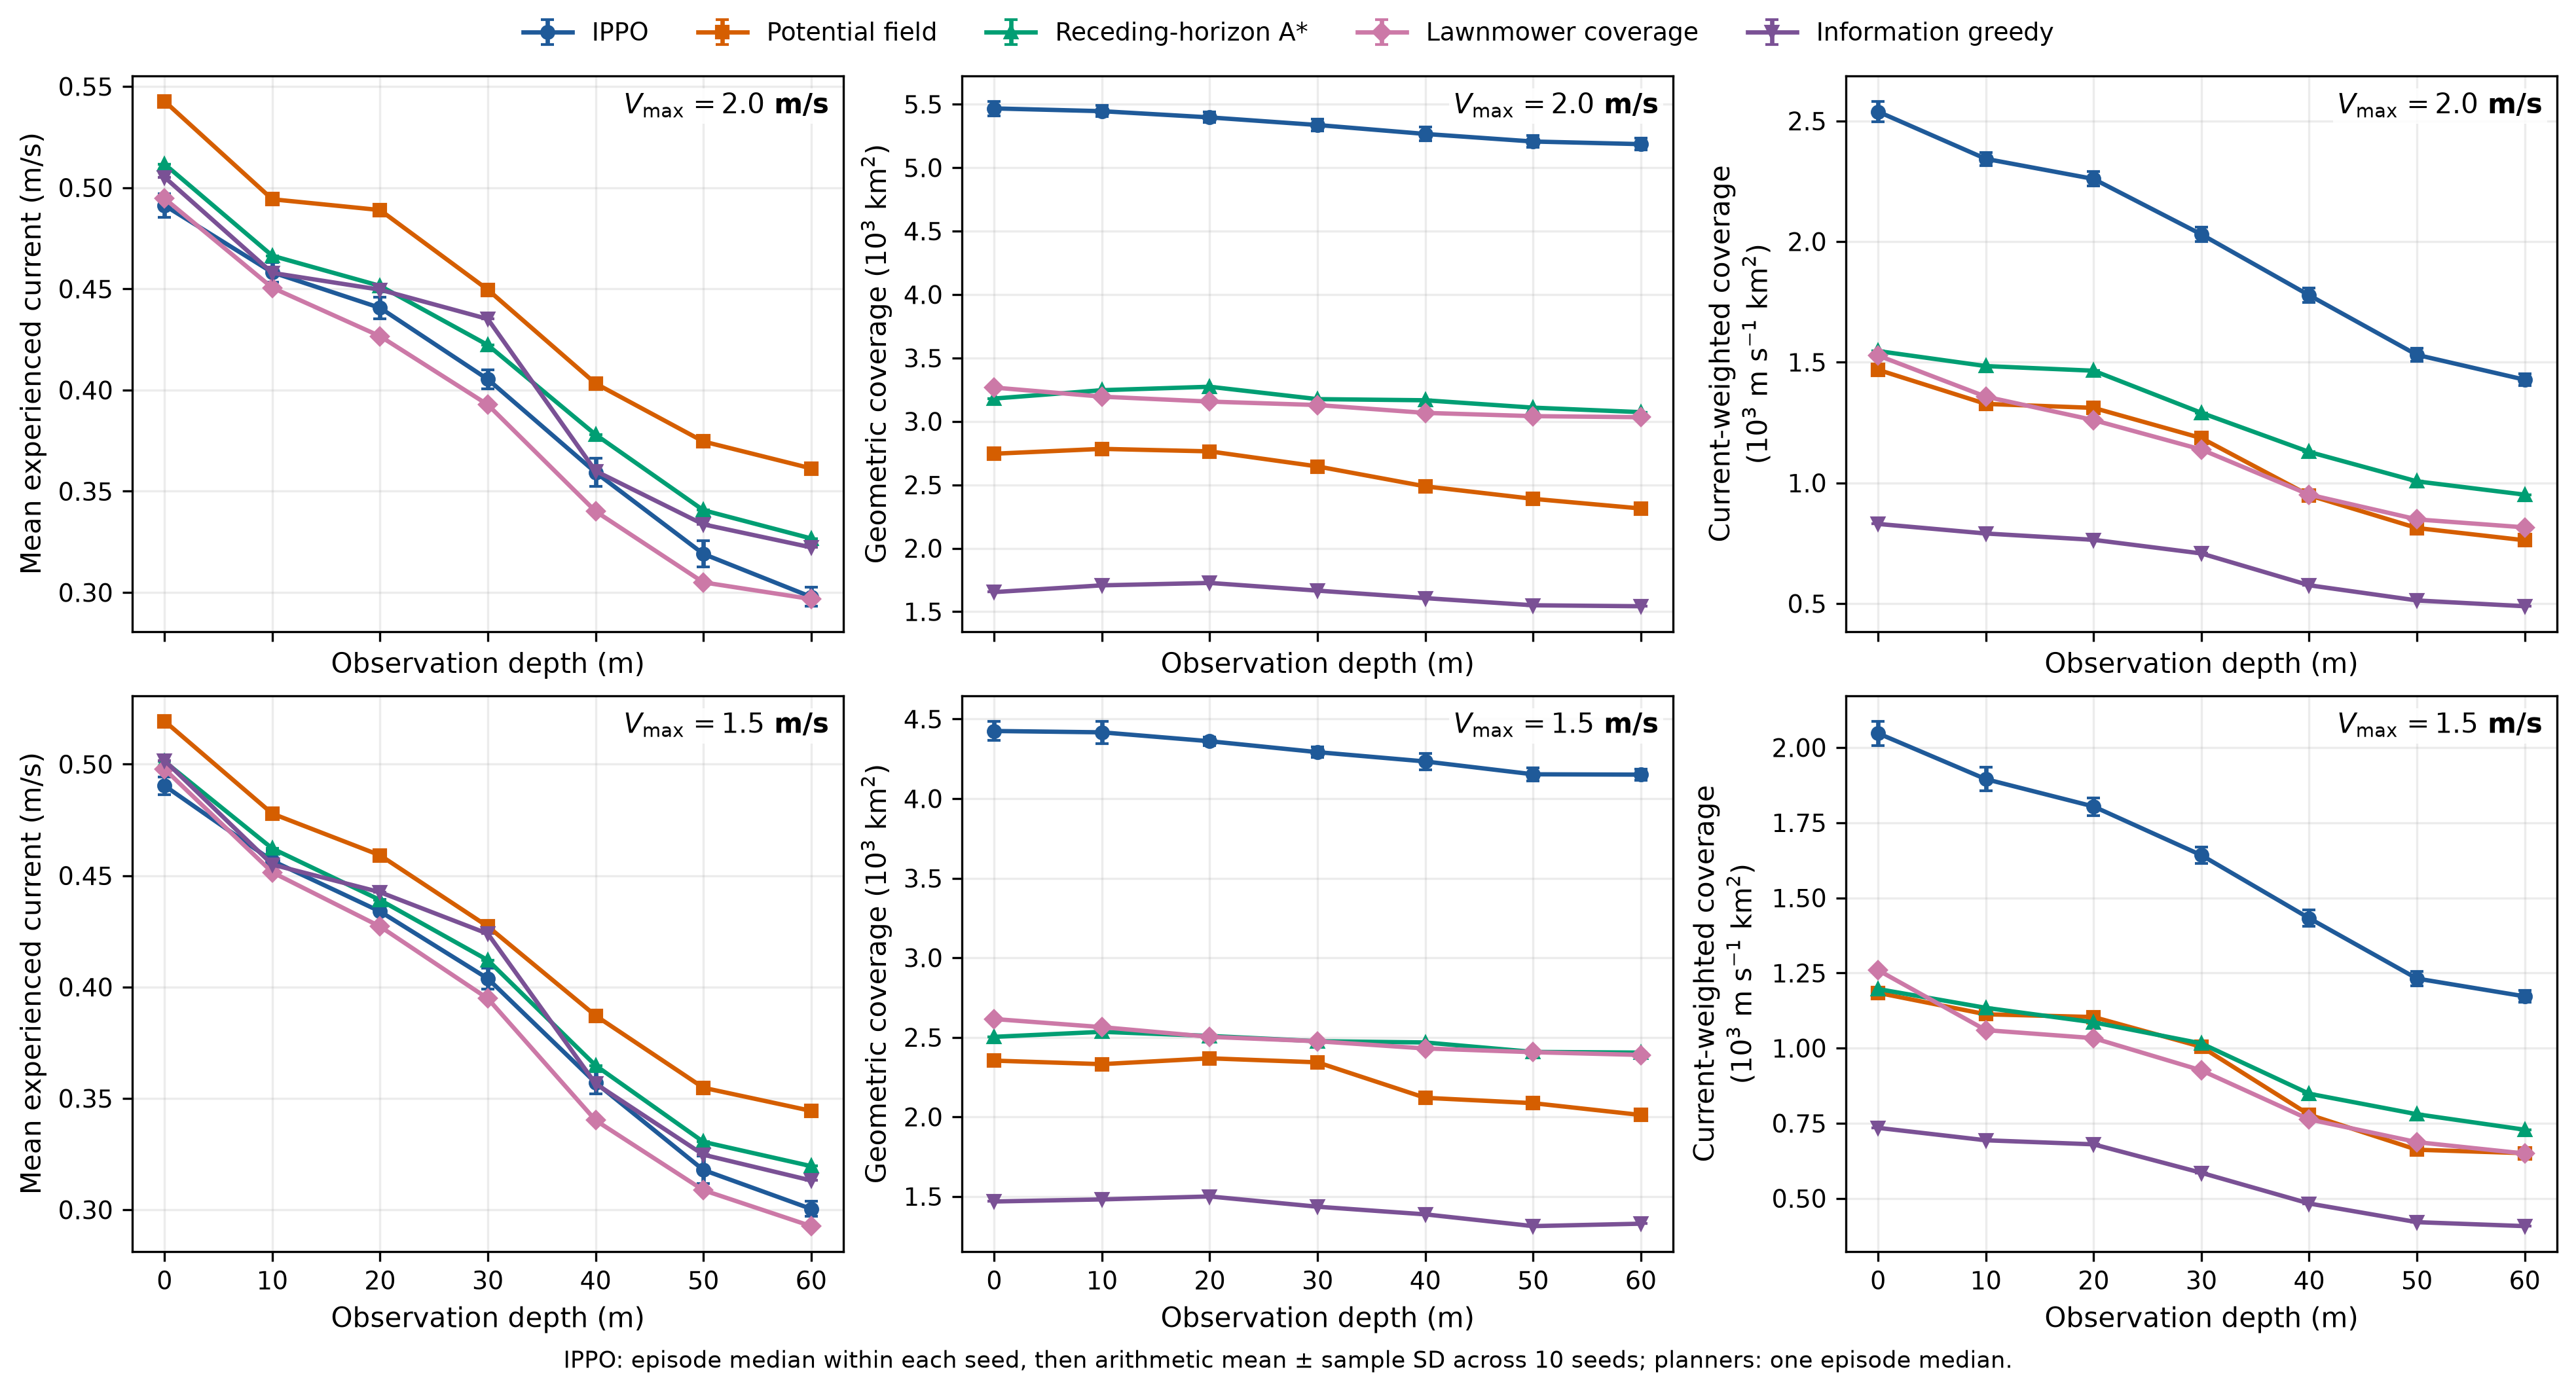 IPPO Potential field Receding-horizon A* Lawnmower coverage Information greedy
Mean experienced current (m/s)
0.55
0.50
0.45
0.40
0.35
0.30
V_max = 2.0 m/s
Observation depth (m)
Geometric coverage (10³ km²)
5.5
5.0
4.5
4.0
3.5
3.0
2.5
2.0
1.5
V_max = 2.0 m/s
Observation depth (m)
Current-weighted coverage
(10³ m s⁻¹ km²)
2.5
2.0
1.5
1.0
0.5
V_max = 2.0 m/s
Observation depth (m)
Mean experienced current (m/s)
0.50
0.45
0.40
0.35
0.30
V_max = 1.5 m/s
0 10 20 30 40 50 60
Observation depth (m)
Geometric coverage (10³ km²)
4.5
4.0
3.5
3.0
2.5
2.0
1.5
V_max = 1.5 m/s
0 10 20 30 40 50 60
Observation depth (m)
Current-weighted coverage
(10³ m s⁻¹ km²)
2.00
1.75
1.50
1.25
1.00
0.75
0.50
V_max = 1.5 m/s
0 10 20 30 40 50 60
Observation depth (m)
IPPO: episode median within each seed, then arithmetic mean ± sample SD across 10 seeds; planners: one episode median.